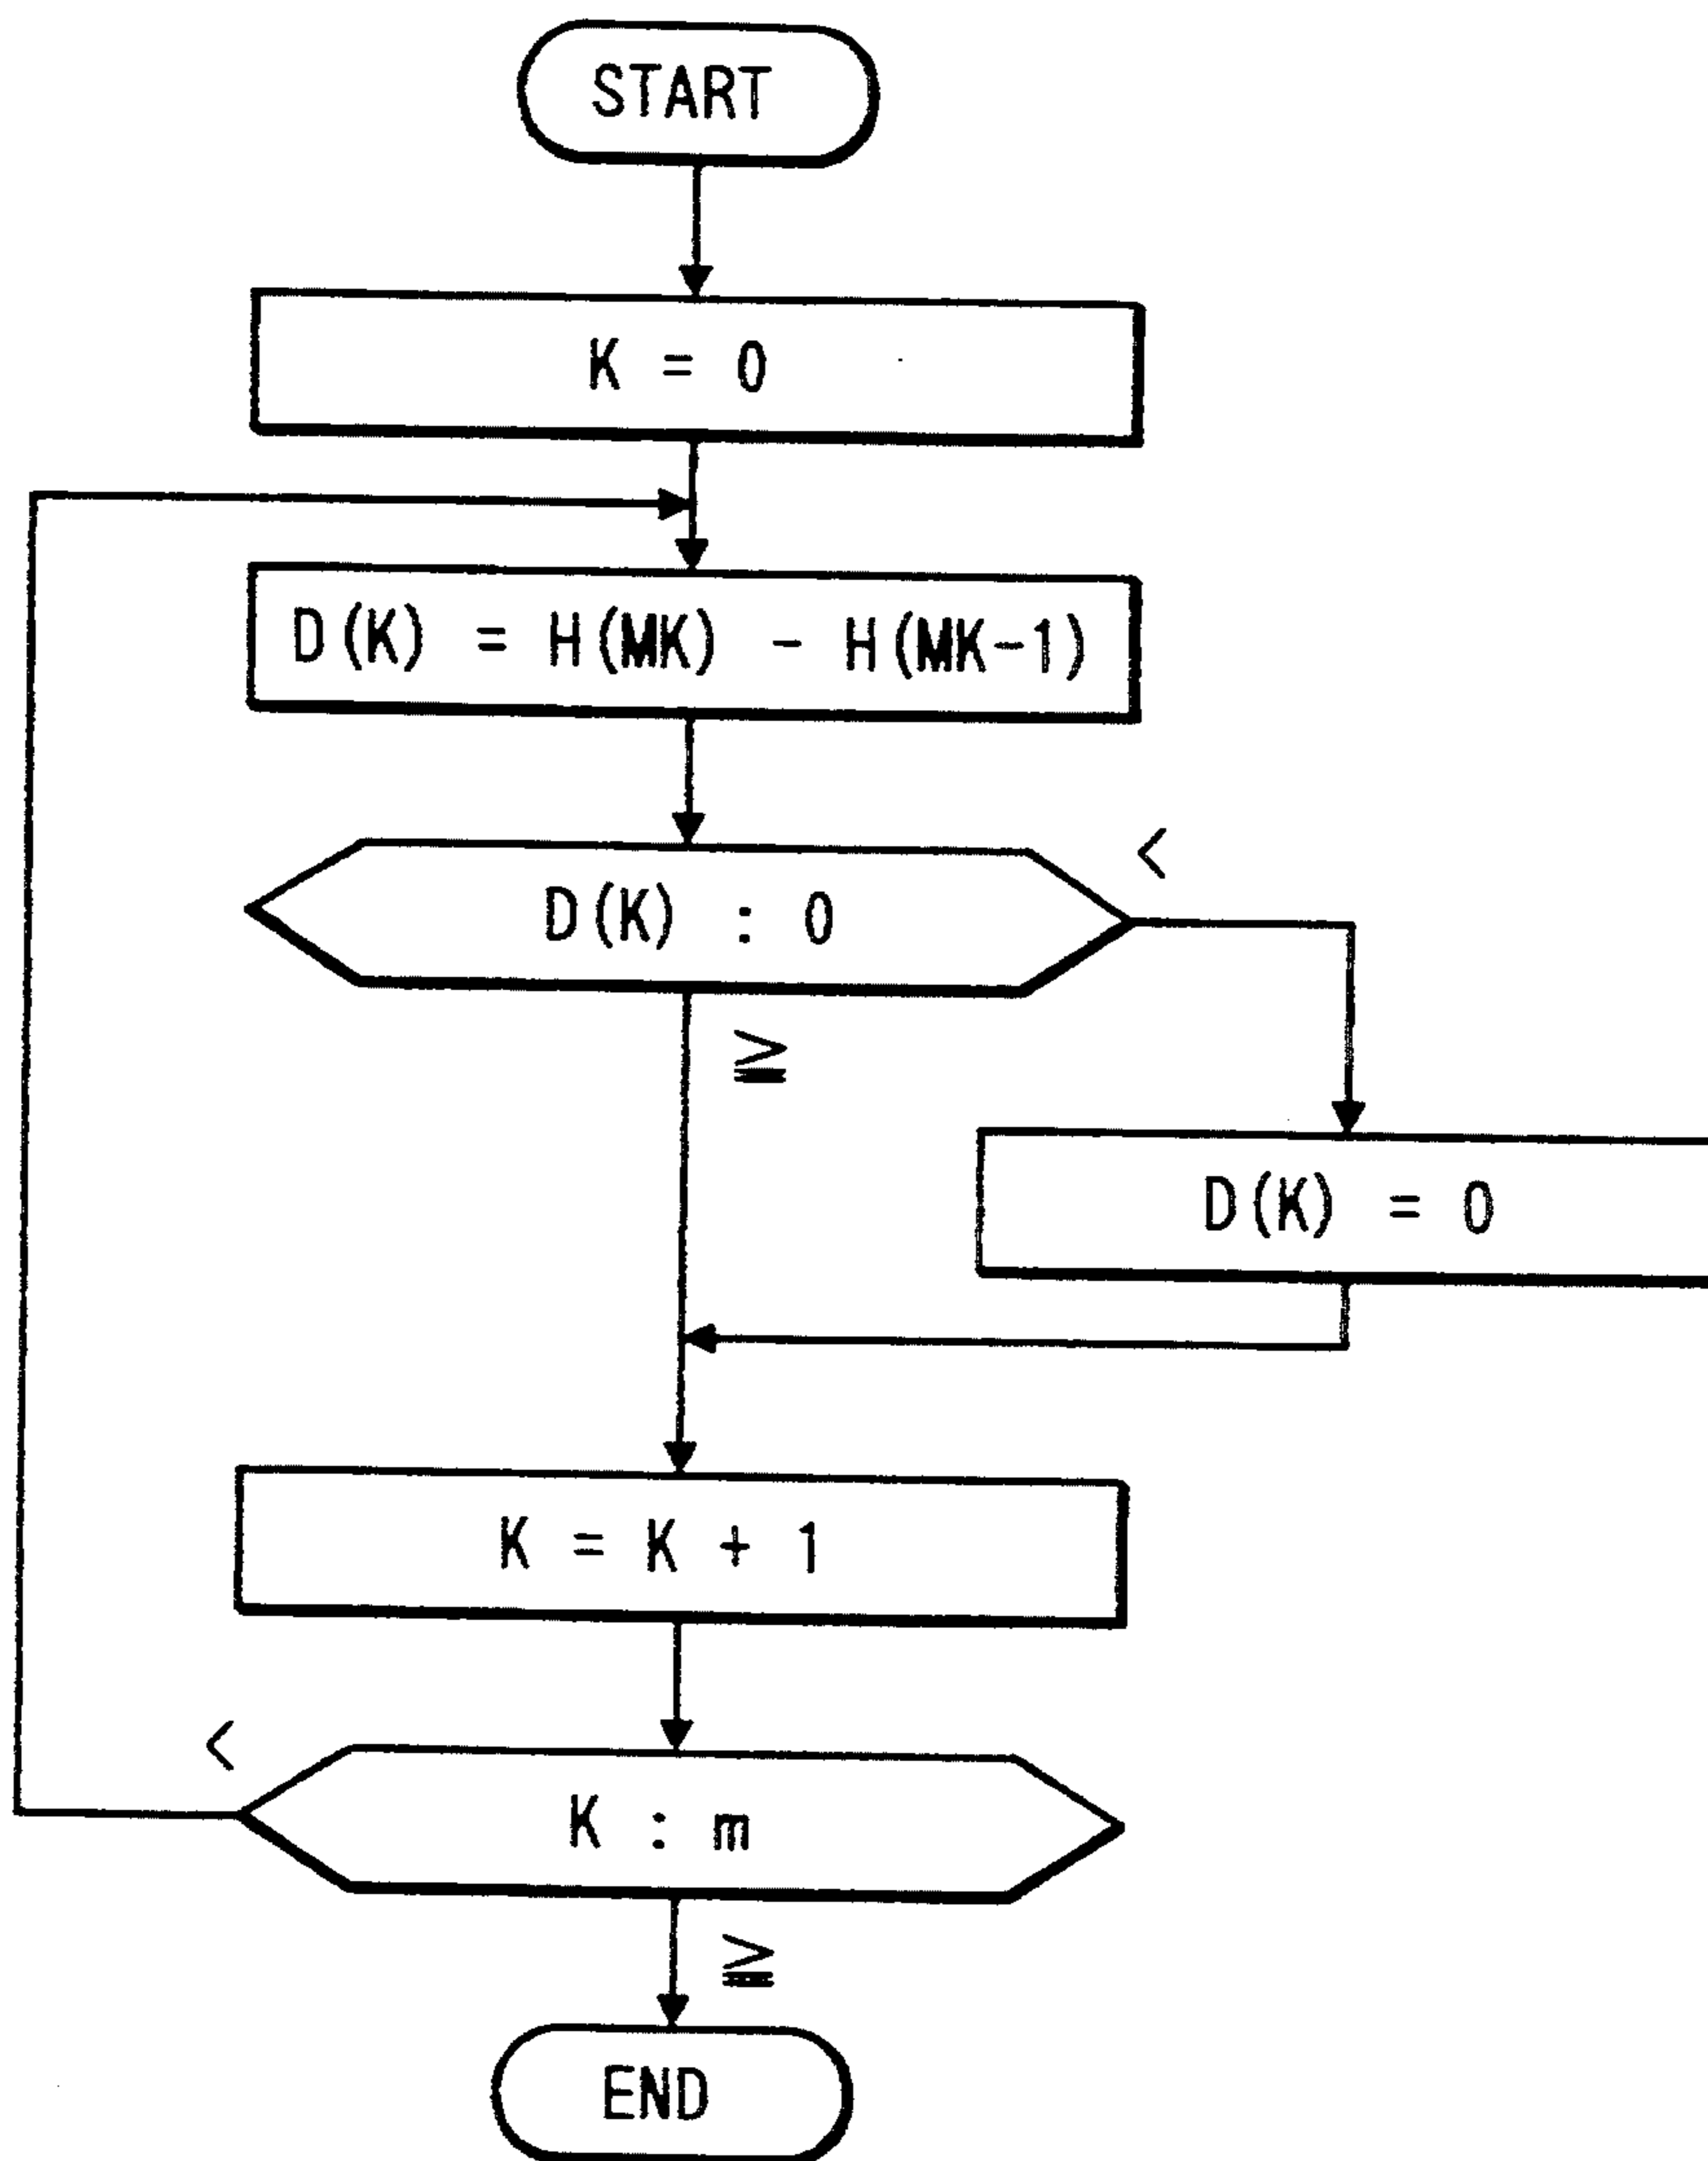 START
K = 0
D(K) = H(MK) - H(MK-1)
<
D(K) : 0
≧
D(K) = 0
K = K + 1
<
K : m
≧
END